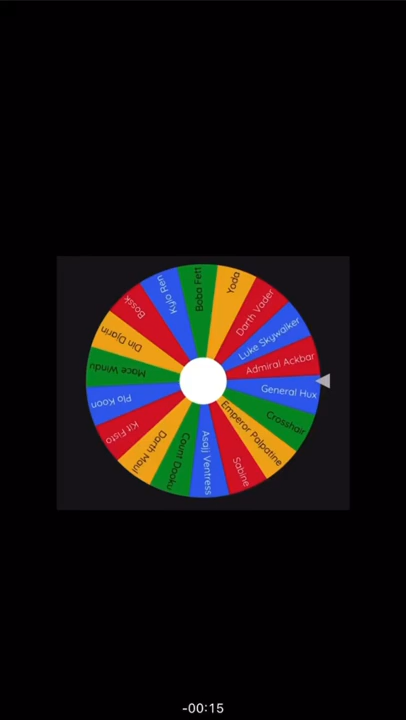 Boba Fett
Yoda
Darth Vader
Luke Skywalker
Admiral Ackbar
General Hux
Crosshair
Emperor Palpatine
Sabine
Asajj Ventress
Count Dooku
Darth Maul
Kit Fisto
Plo Koon
Mace Windu
Din Djarin
Bossk
Kylo Ren
-00:15